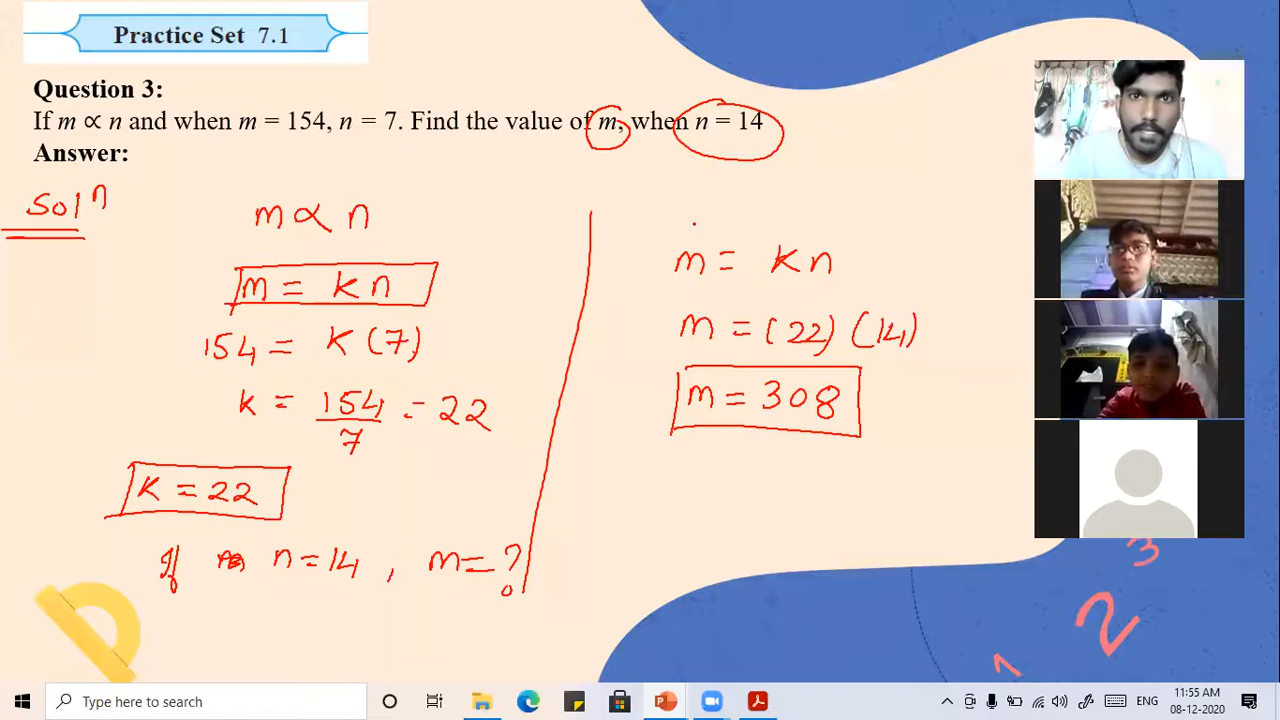 Practice Set 7.1
Question 3:
If m ∝ n and when m = 154, n = 7. Find the value of m, when n = 14
Answer:
Solⁿ
m ∝ n
m = kn
154 = K(7)
k = 154/7 = 22
K = 22
If n = 14, m = ?
m = kn
m = (22)(14)
m = 308
3
2
1
Type here to search
ENG
11:55 AM
08-12-2020